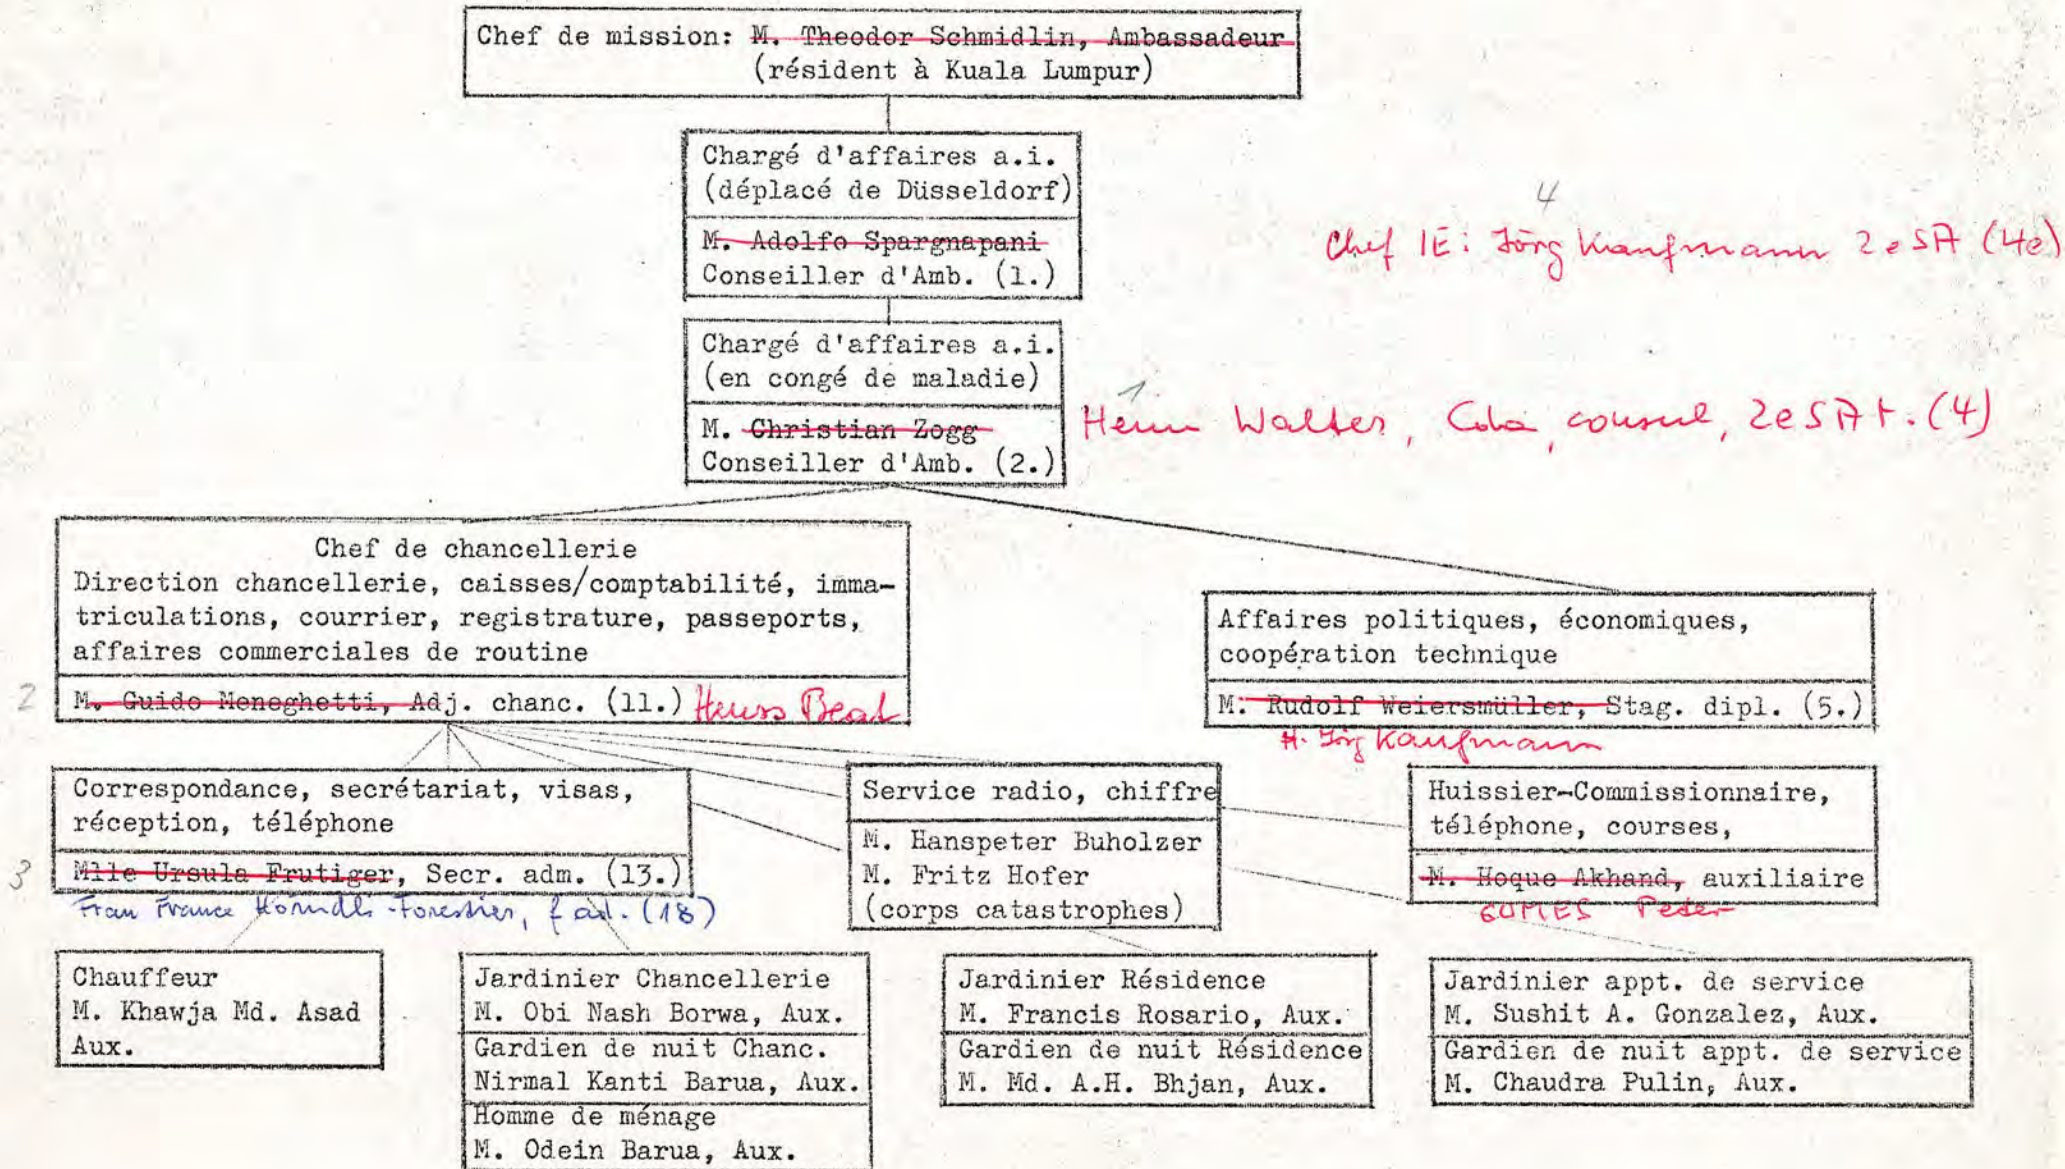 Chef de mission: M. Theodor Schmidlin, Ambassadeur
(résident à Kuala Lumpur)
Chargé d'affaires a.i.
(déplacé de Düsseldorf)
M. Adolfo Spargnapani
Conseiller d'Amb. (1.)
4
Chef IE: Jörg Kaufmann 2e SA (4e)
Chargé d'affaires a.i.
(en congé de maladie)
M. Christian Zogg
Conseiller d'Amb. (2.)
1.
Walter, consul, 2e SAt. (4)
Chef de chancellerie
Direction chancellerie, caisses/comptabilité, imma-
triculations, courrier, registrature, passeports,
affaires commerciales de routine
2
M. Guido Meneghetti, Adj. chanc. (11.) Beat
Affaires politiques, économiques,
coopération technique
M. Rudolf Weiersmüller, Stag. dipl. (5.)
H. Jörg Kaufmann
Correspondance, secrétariat, visas,
réception, téléphone
3
Mlle Ursula Frutiger, Secr. adm. (13.)
Frau France -Forestier, (18)
Service radio, chiffre
M. Hanspeter Buholzer
M. Fritz Hofer
(corps catastrophes)
Huissier-Commissionnaire,
téléphone, courses,
M. Hoque Akhand, auxiliaire
GOMES Peter
Chauffeur
M. Khawja Md. Asad
Aux.
Jardinier Chancellerie
M. Obi Nash Borwa, Aux.
Gardien de nuit Chanc.
Nirmal Kanti Barua, Aux.
Homme de ménage
M. Odein Barua, Aux.
Jardinier Résidence
M. Francis Rosario, Aux.
Gardien de nuit Résidence
M. Md. A.H. Bhjan, Aux.
Jardinier appt. de service
M. Sushit A. Gonzalez, Aux.
Gardien de nuit appt. de service
M. Chaudra Pulin, Aux.